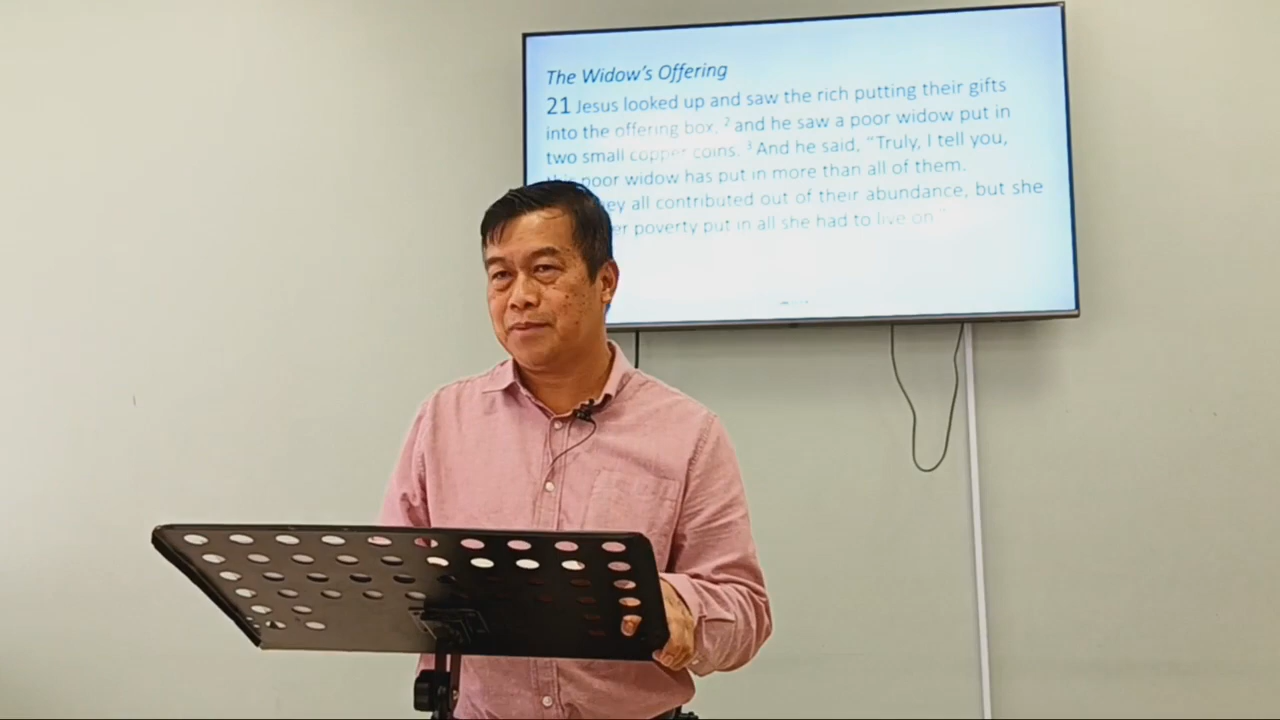 The Widow's Offering
21 Jesus looked up and saw the rich putting their gifts
into the offering box, 2 and he saw a poor widow put in
two small copper coins. 3 And he said, "Truly, I tell you,
this poor widow has put in more than all of them.
all contributed out of their abundance, but she
poverty put in all she had to live on."